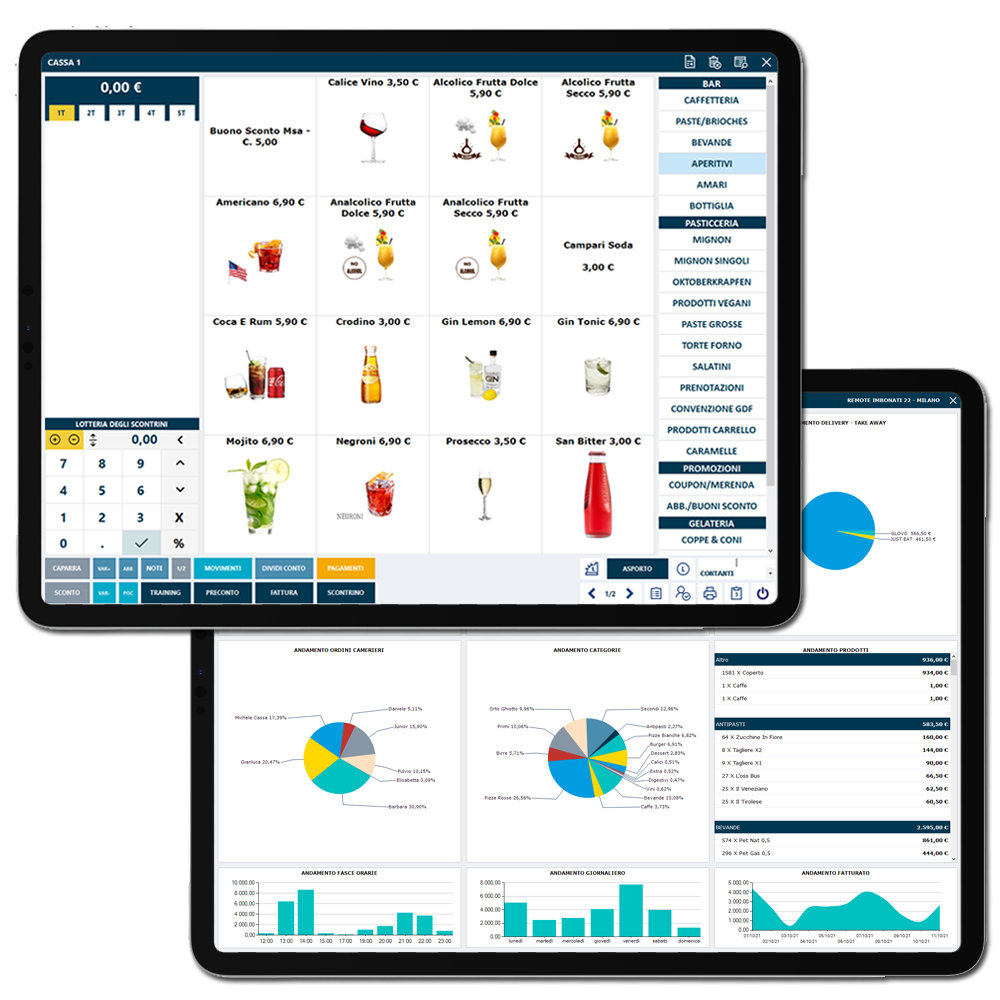 CASSA 1
0,00 €
1T 2T 3T 4T 5T
Buono Sconto Msa -
C. 5,00
Calice Vino 3,50 €
Alcolico Frutta Dolce
5,90 €
Alcolico Frutta
Secco 5,90 €
Americano 6,90 €
Analcolico Frutta
Dolce 5,90 €
NO
ALCOHOL
Analcolico Frutta
Secco 5,90 €
NO
ALCOHOL
Campari Soda
3,00 €
Coca E Rum 5,90 €
Crodino 3,00 €
Gin Lemon 6,90 €
GIN
Gin Tonic 6,90 €
Mojito 6,90 €
Negroni 6,90 €
NEGRONI
Prosecco 3,50 €
San Bitter 3,00 €
BAR
CAFFETTERIA
PASTE/BRIOCHES
BEVANDE
APERITIVI
AMARI
BOTTIGLIA
PASTICCERIA
MIGNON
MIGNON SINGOLI
OKTOBERKRAPFEN
PRODOTTI VEGANI
PASTE GROSSE
TORTE FORNO
SALATINI
PRENOTAZIONI
CONVENZIONE GDF
PRODOTTI CARRELLO
CARAMELLE
PROMOZIONI
COUPON/MERENDA
ABB./BUONI SCONTO
GELATERIA
COPPE & CONI
LOTTERIA DEGLI SCONTRINI
0,00 <
7 8 9
4 5 6
1 2 3 X
0 . %
CAPARRA VAR+ ABB NOTE 1/2 MOVIMENTI DIVIDI CONTO PAGAMENTI
ASPORTO L CONTANTI
SCONTO VAR- POC TRAINING PRECONTO FATTURA SCONTRINO
1/2
REMOTE IMBONATI 22 - MILANO
MENTO DELIVERY - TAKE AWAY
GLOVO 566,50 €
JUST EAT 461,50 €
ANDAMENTO ORDINI CAMERIERI
Daniele 5,11%
Michele Cassa 17,39%
Junior 15,90%
Gianluca 20,47%
Fulvio 10,15%
Elisabetta 0,09%
Barbara 30,90%
ANDAMENTO CATEGORIE
Orto Ghiotto 9,96%
Secondi 12,96%
Primi 10,06%
Antipasti 2,27%
Pizze Bianche 6,82%
Burger 6,91%
Birre 5,71%
Dessert 2,83%
Calici 0,51%
Extra 0,52%
Digestivi 0,47%
Vini 0,62%
Pizze Rosse 26,56%
Bevande 10,08%
Caffe 3,73%
ANDAMENTO PRODOTTI
Altro 936,00 €
1581 X Coperto 934,00 €
1 X Caffe 1,00 €
1 X Caffe 1,00 €
ANTIPASTI 583,50 €
64 X Zucchine In Fiore 160,00 €
8 X Tagliere X2 144,00 €
9 X Tagliere X1 90,00 €
27 X L'oss Bus 66,50 €
25 X Il Veneziano 62,50 €
25 X Il Tirolese 60,50 €
BEVANDE 2.595,00 €
574 X Pet Nat 0,5 861,00 €
296 X Pet Gas 0,5 444,00 €
ANDAMENTO FASCE ORARIE
10.000,00
8.000,00
6.000,00
4.000,00
2.000,00
0.00
12:00 13:00 14:00 15:00 17:00 19:00 20:00 21:00 22:00 23:00
ANDAMENTO GIORNALIERO
8.000,00
6.000,00
4.000,00
2.000,00
0.00
lunedì martedì mercoledì giovedì venerdì sabato domenica
ANDAMENTO FATTURATO
5.000,00
4.000,00
3.000,00
2.000,00
1.000,00
0.00
01/10/21 03/10/21 05/10/21 07/10/21 09/10/21 11/10/21
02/10/21 04/10/21 06/10/21 08/10/21 10/10/21